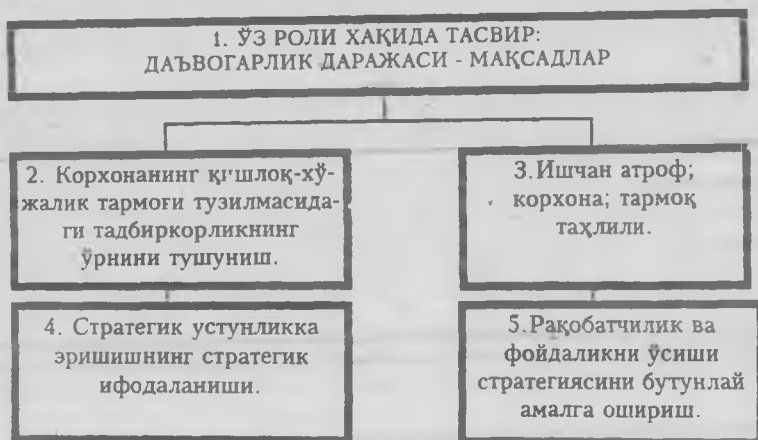 1. ЎЗ РОЛИ ХАҚИДА ТАСВИР:
ДАЪВОГАРЛИК ДАРАЖАСИ - МАҚСАДЛАР
2. Корхонанинг қишлоқ-хў-
жалик тармоғи тузилмасида-
ги тадбиркорликнинг
ўрнини тушуниш.
3.Ишчан атроф;
корхона; тармоқ
таҳлили.
4. Стратегик устунликка
эришишнинг стратегик
ифодаланиши.
5.Рақобатчилик ва
фойдаликни ўсиши
стратегиясини бутунлай
амалга ошириш.